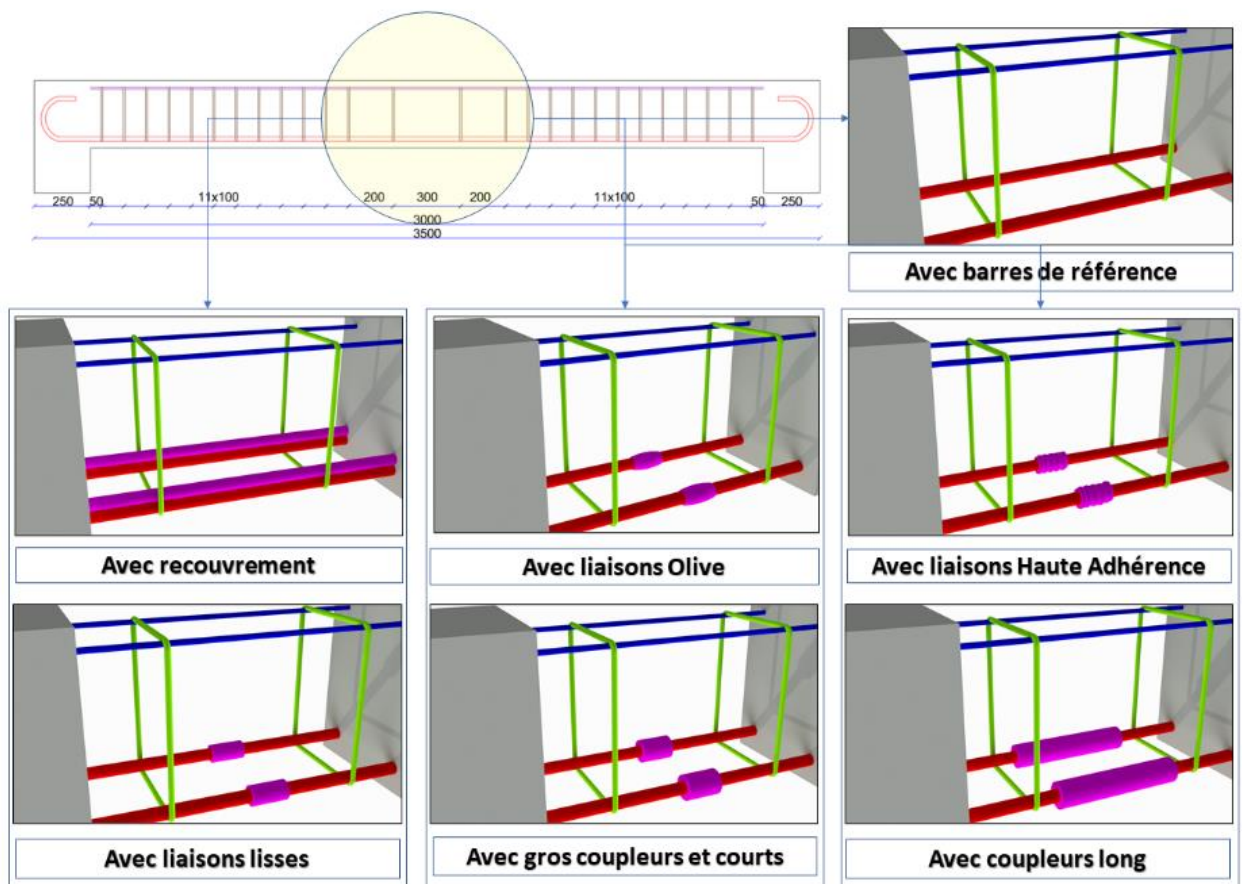 250 50 11x100 200 300 200 11x100 50 250
3000
3500
Avec barres de référence
Avec recouvrement
Avec liaisons Olive
Avec liaisons Haute Adhérence
Avec liaisons lisses
Avec gros coupleurs et courts
Avec coupleurs long